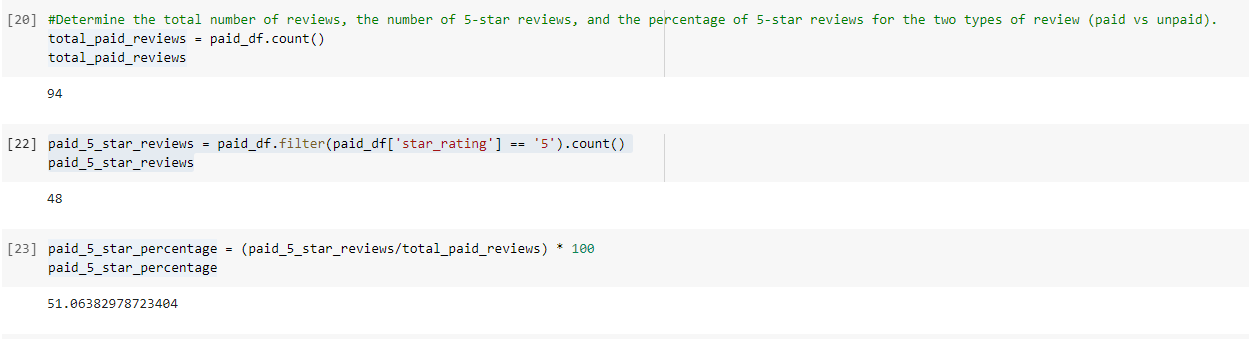 [20] #Determine the total number of reviews, the number of 5-star reviews, and the percentage of 5-star reviews for the two types of review (paid vs unpaid).
total_paid_reviews = paid_df.count()
total_paid_reviews
94
[22] paid_5_star_reviews = paid_df.filter(paid_df['star_rating'] == '5').count()
paid_5_star_reviews
48
[23] paid_5_star_percentage = (paid_5_star_reviews/total_paid_reviews) * 100
paid_5_star_percentage
51.06382978723404